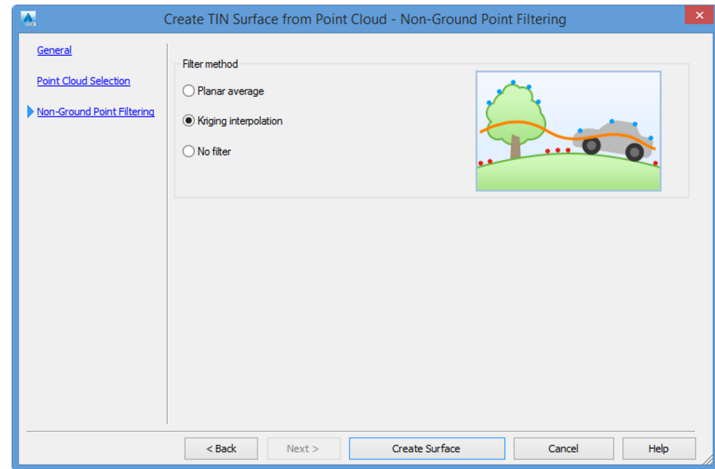 Create TIN Surface from Point Cloud - Non-Ground Point Filtering
General
Point Cloud Selection
Non-Ground Point Filtering
Filter method
Planar average
Kriging interpolation
No filter
< Back
Next >
Create Surface
Cancel
Help